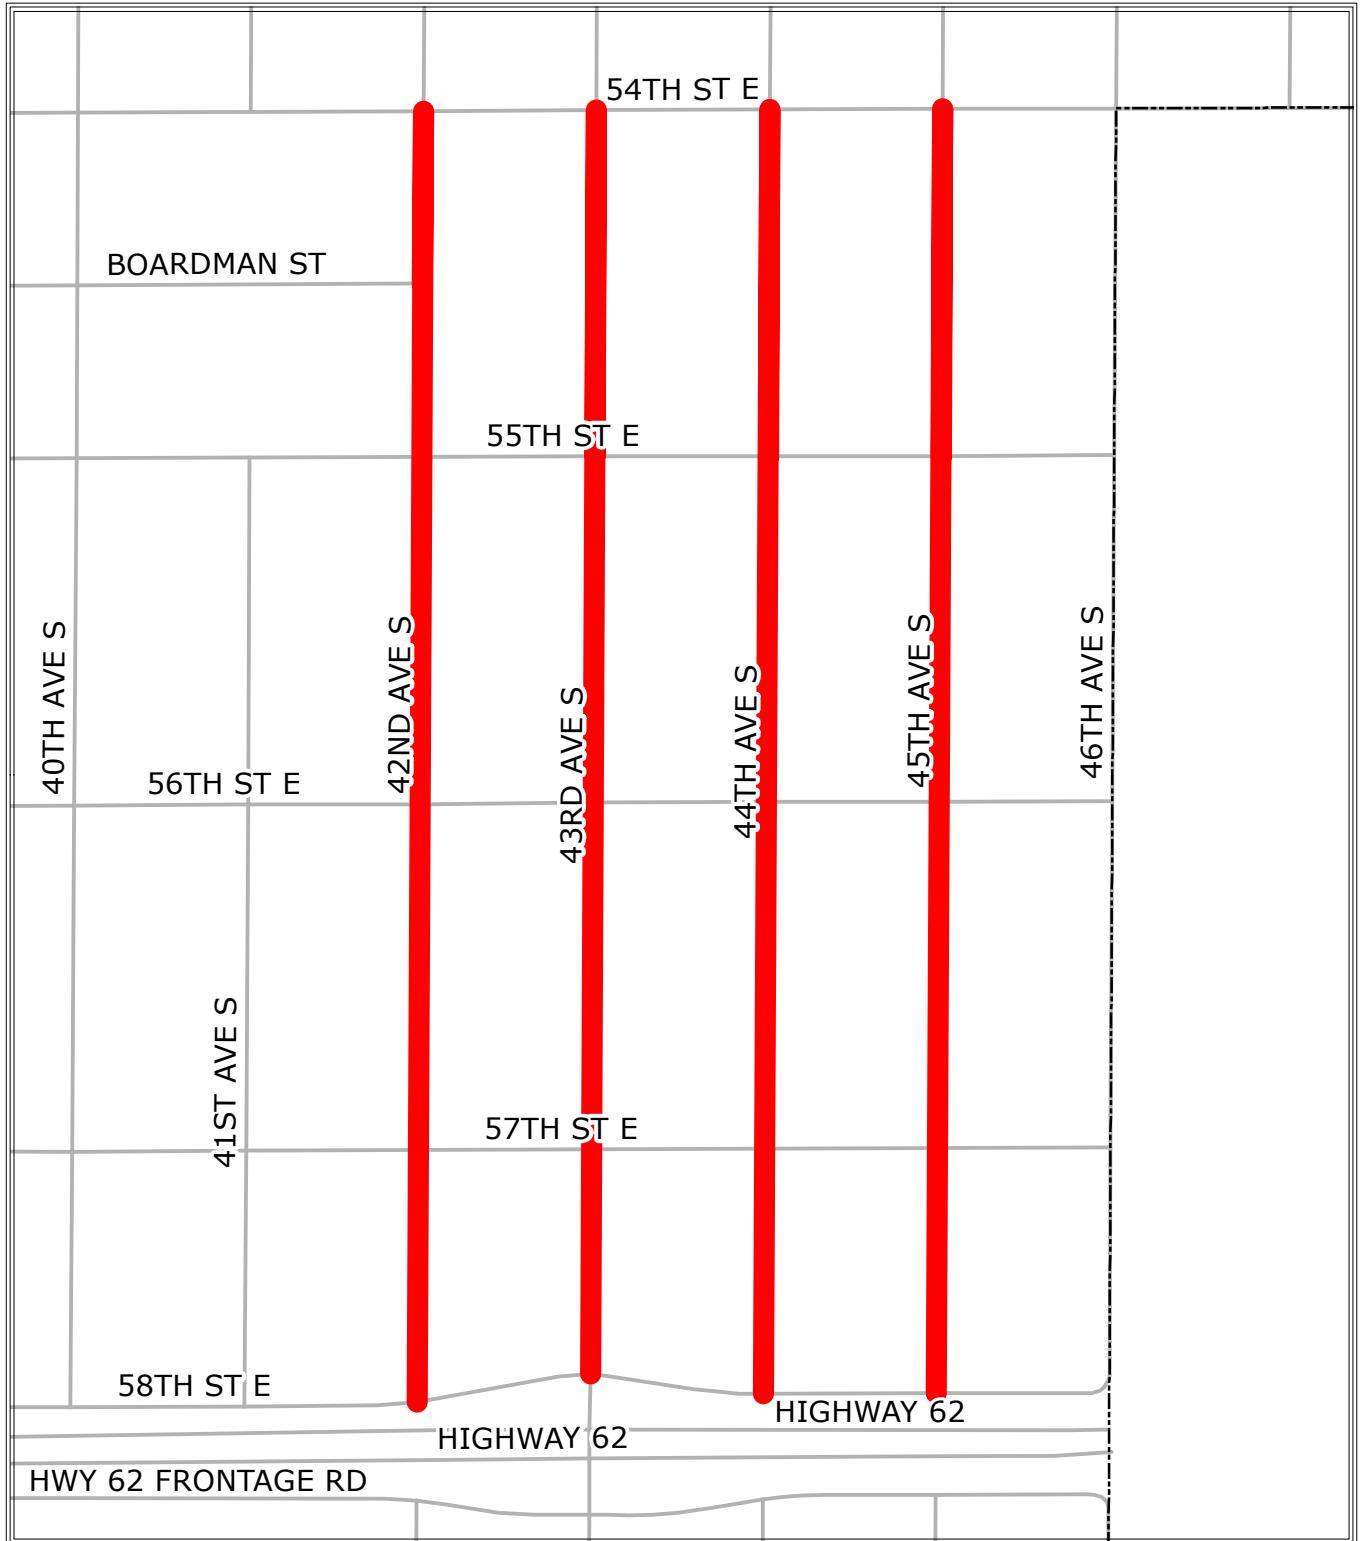 54TH ST E
BOARDMAN ST
55TH ST E
40TH AVE S
42ND AVE S
43RD AVE S
44TH AVE S
45TH AVE S
46TH AVE S
56TH ST E
41ST AVE S
57TH ST E
58TH ST E
HIGHWAY 62
HIGHWAY 62
HWY 62 FRONTAGE RD